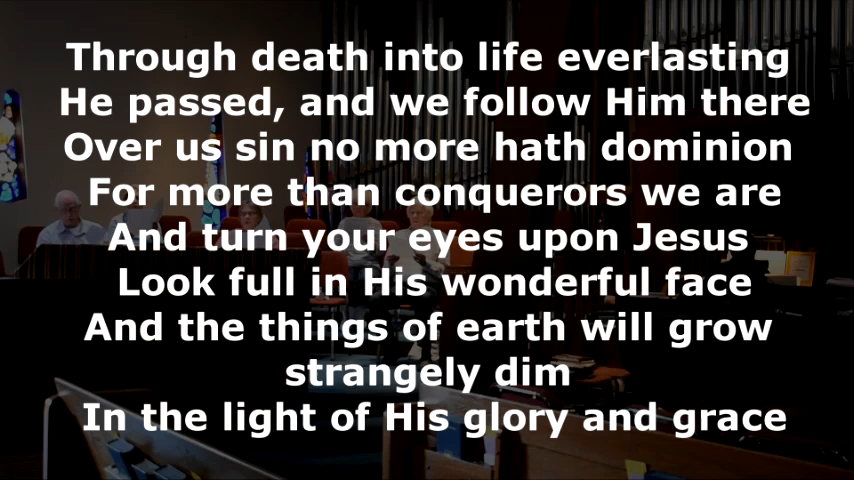 Through death into life everlasting
He passed, and we follow Him there
Over us sin no more hath dominion
For more than conquerors we are
And turn your eyes upon Jesus
Look full in His wonderful face
And the things of earth will grow
strangely dim
In the light of His glory and grace